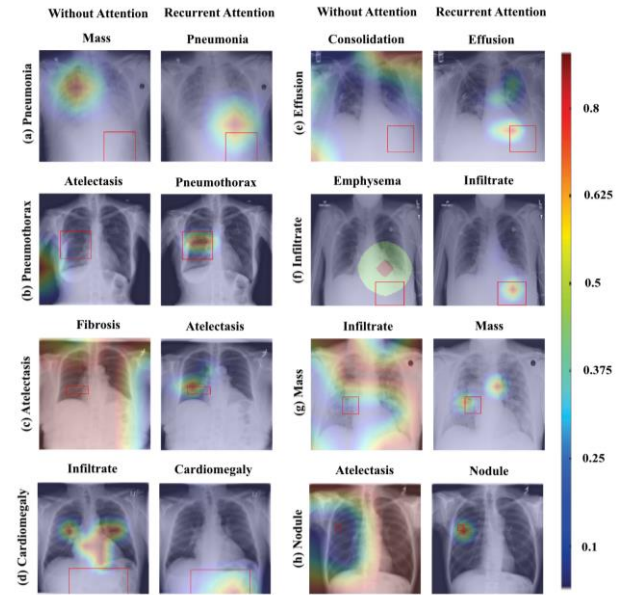 Without Attention Recurrent Attention Without Attention Recurrent Attention
Mass Pneumonia Consolidation Effusion
(a) Pneumonia (e) Effusion
Atelectasis Pneumothorax Emphysema Infiltrate
(b) Pneumothorax (f) Infiltrate
Fibrosis Atelectasis Infiltrate Mass
(c) Atelectasis (g) Mass
Infiltrate Cardiomegaly Atelectasis Nodule
(d) Cardiomegaly (h) Nodule
0.8
0.625
0.5
0.375
0.25
0.1